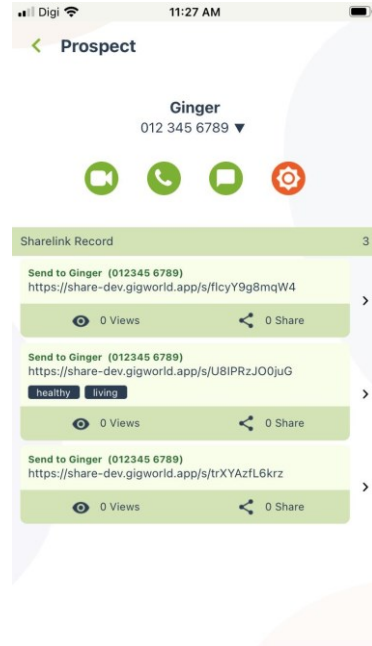 Digi 11:27 AM
Prospect
Ginger
012 345 6789 ▼
Sharelink Record 3
Send to Ginger (012345 6789)
https://share-dev.gigworld.app/s/flcyY9g8mqW4
0 Views 0 Share
Send to Ginger (012345 6789)
https://share-dev.gigworld.app/s/U8IPRzJO0juG
healthy living
0 Views 0 Share
Send to Ginger (012345 6789)
https://share-dev.gigworld.app/s/trXYAzfL6krz
0 Views 0 Share